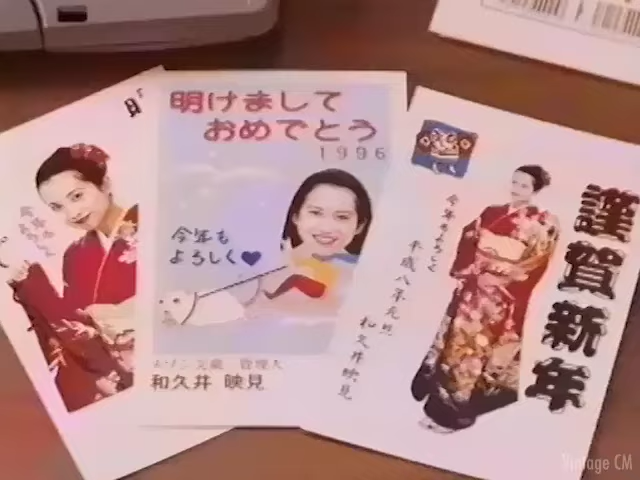 明けまして
おめでとう
1996
今年も
よろしく
和久井 映見
今年もよろしく
平成八年元旦
和久井映見
謹賀新年
Vintage CM